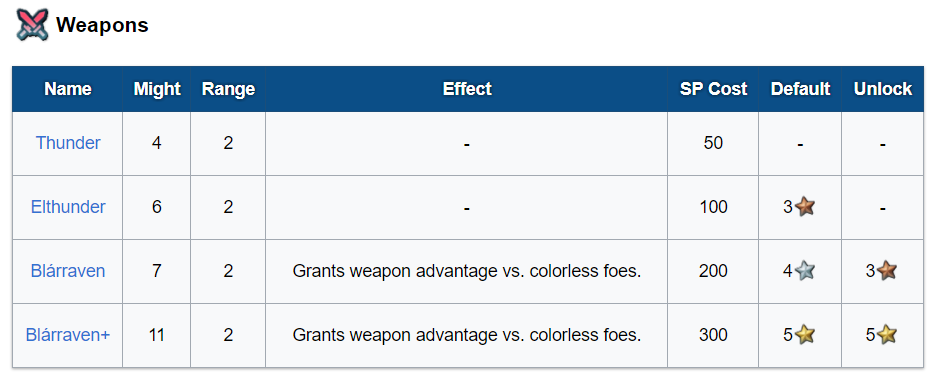 Weapons
Name Might Range Effect SP Cost Default Unlock
Thunder 4 2 - 50 - -
Elthunder 6 2 - 100 3 -
Blárraven 7 2 Grants weapon advantage vs. colorless foes. 200 4 3
Blárraven+ 11 2 Grants weapon advantage vs. colorless foes. 300 5 5